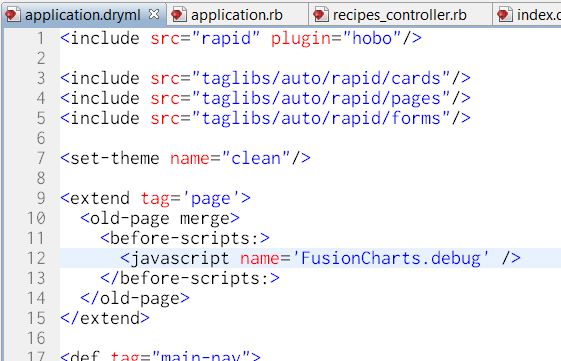 application.dryml application.rb recipes_controller.rb index.
1 <include src="rapid" plugin="hobo"/>
2
3 <include src="taglibs/auto/rapid/cards"/>
4 <include src="taglibs/auto/rapid/pages"/>
5 <include src="taglibs/auto/rapid/forms"/>
6
7 <set-theme name="clean"/>
8
9 <extend tag='page'>
10 <old-page merge>
11 <before-scripts:>
12 <javascript name='FusionCharts.debug' />
13 </before-scripts:>
14 </old-page>
15 </extend>
16
17 <def tag="main-nav">